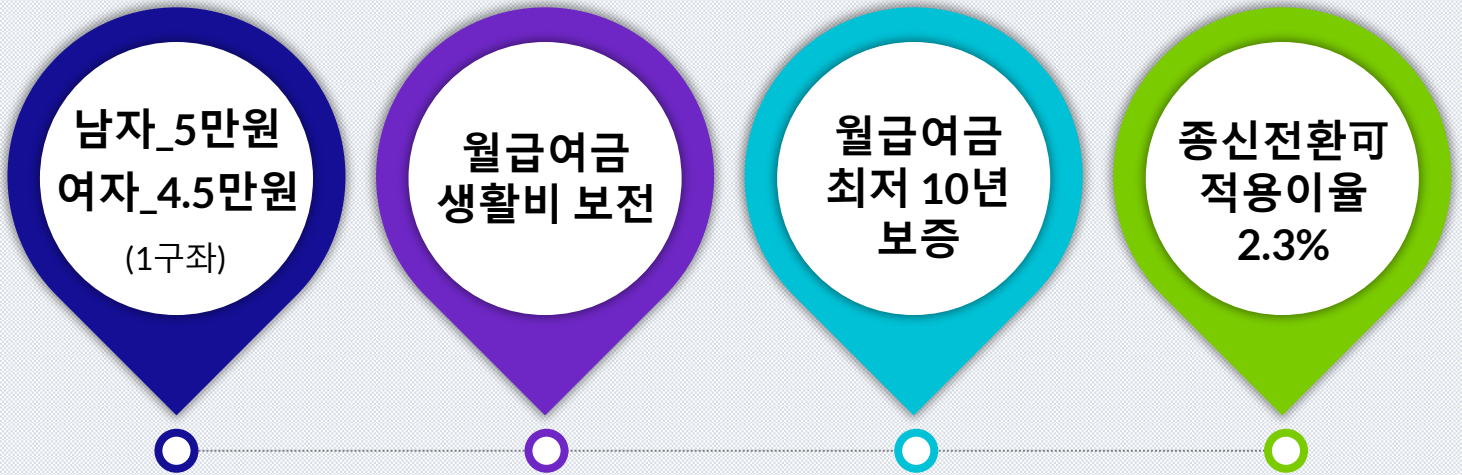 남자_5만원
여자_4.5만원
(1구좌)
월급여금
생활비 보전
월급여금
최저 10년
보증
종신전환可
적용이율
2.3%